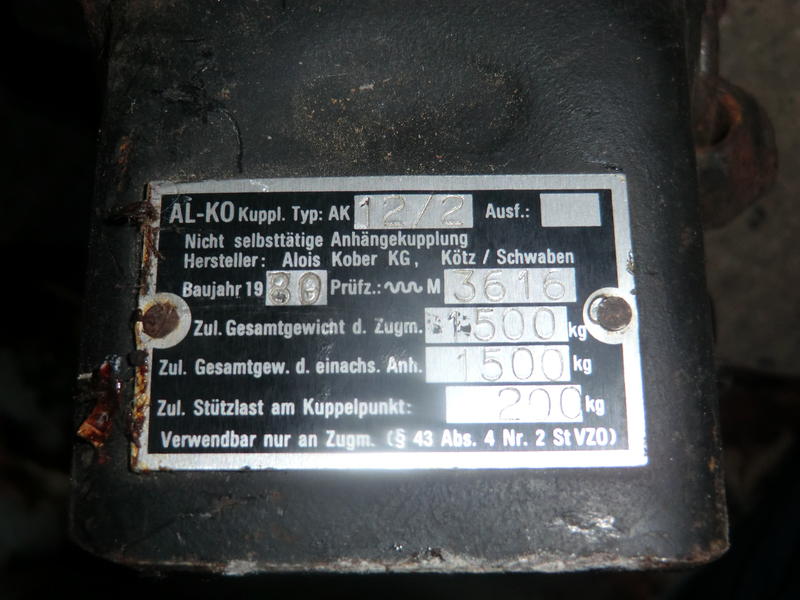 AL-KO Kuppl. Typ: AK 12/2 Ausf.:
Nicht selbsttätige Anhängekupplung
Hersteller: Alois Kober KG, Kötz / Schwaben
Baujahr 1980 Prüfz.: M 3616
Zul. Gesamtgewicht d. Zugm. 1500 kg
Zul. Gesamtgew. d. einachs. Anh. 1500 kg
Zul. Stützlast am Kuppelpunkt: 200 kg
Verwendbar nur an Zugm. (§ 43 Abs. 4 Nr. 2 StVZO)